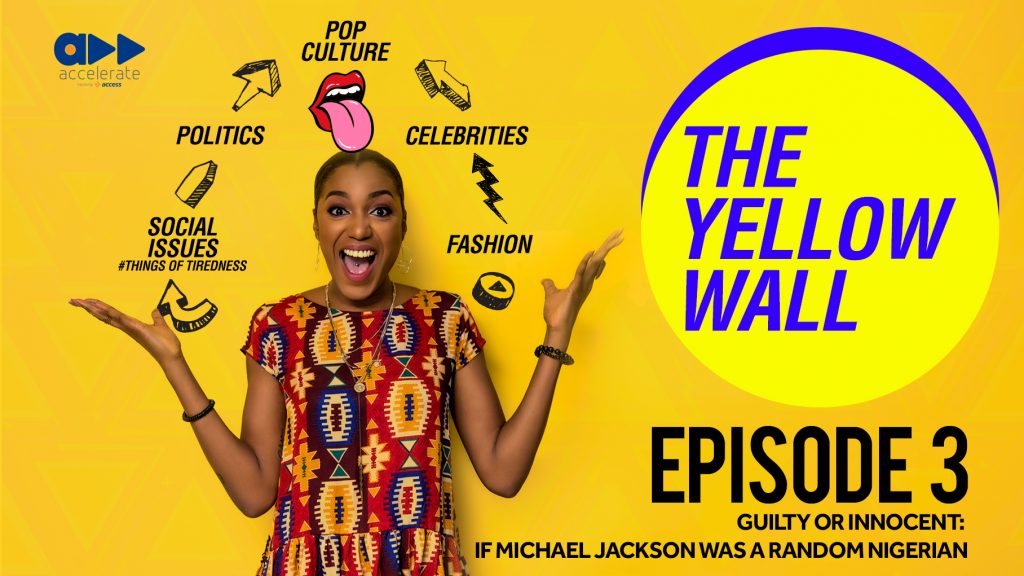 accelerate
access
POP
CULTURE
POLITICS
CELEBRITIES
SOCIAL
ISSUES
#THINGS OF TIREDNESS
FASHION
THE
YELLOW
WALL
EPISODE 3
GUILTY OR INNOCENT:
IF MICHAEL JACKSON WAS A RANDOM NIGERIAN